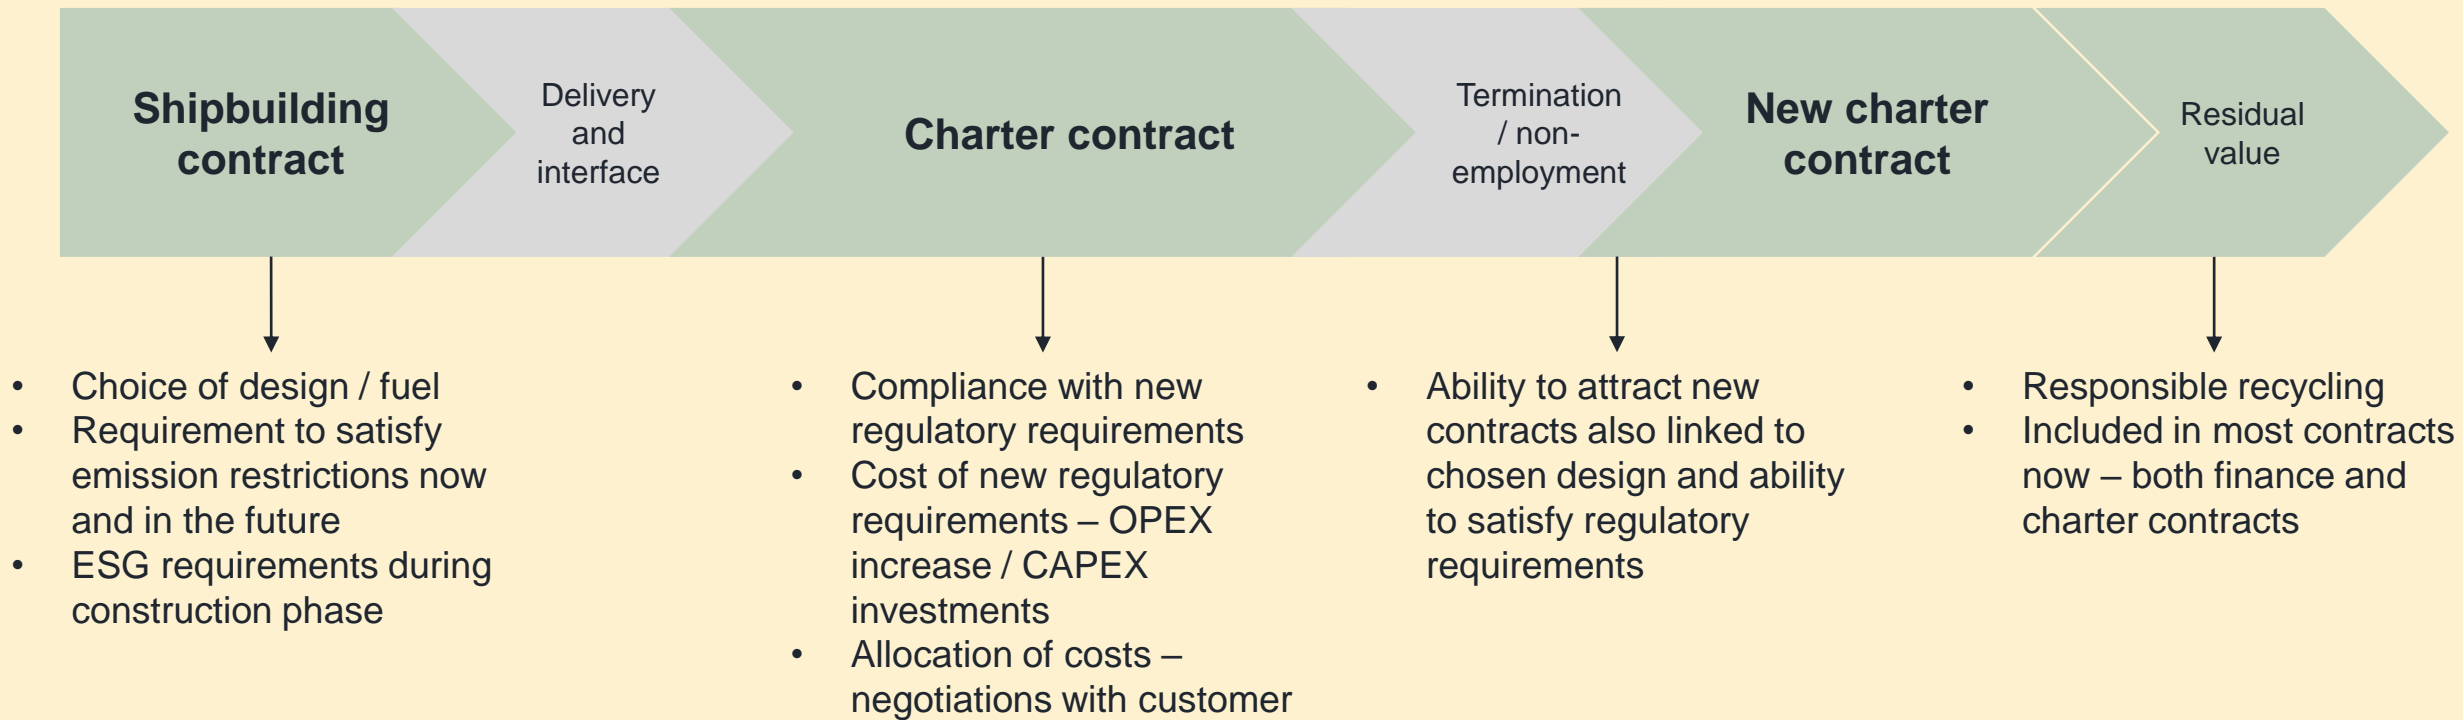 Shipbuilding
contract
Delivery
and
interface
Charter contract
Termination
/ non-
employment
New charter
contract
Residual
value
• Choice of design / fuel
• Requirement to satisfy
emission restrictions now
and in the future
• ESG requirements during
construction phase
• Compliance with new
regulatory requirements
• Cost of new regulatory
requirements – OPEX
increase / CAPEX
investments
• Allocation of costs –
negotiations with customer
• Ability to attract new
contracts also linked to
chosen design and ability
to satisfy regulatory
requirements
• Responsible recycling
• Included in most contracts
now – both finance and
charter contracts